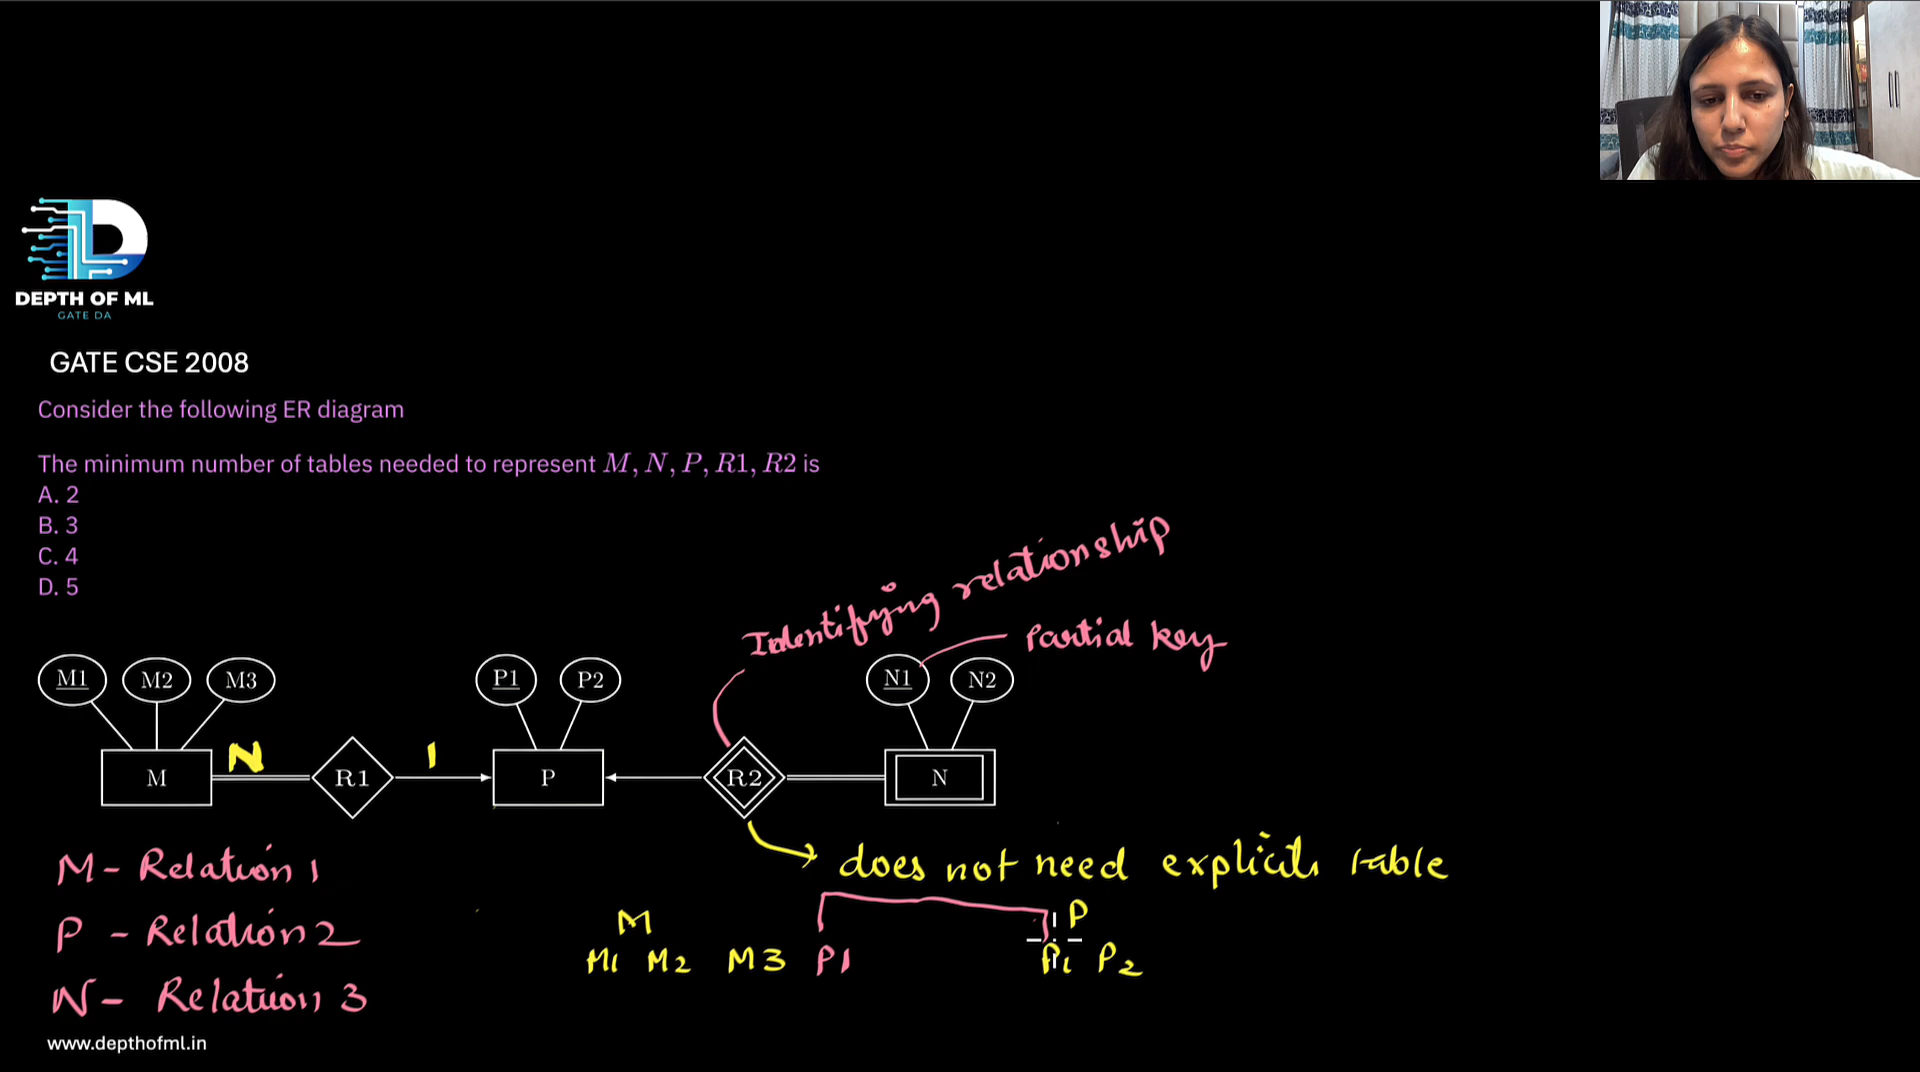 DEPTH OF ML
GATE DA
GATE CSE 2008
Consider the following ER diagram
The minimum number of tables needed to represent M, N, P, R1, R2 is
A. 2
B. 3
C. 4
D. 5
Identifying relationship
Partial key
M1 M2 M3 P1 P2 N1 N2
N 1
M R1 P R2 N
does not need explicit table
M - Relation 1
P - Relation 2
N - Relation 3
M P
M1 M2 M3 P1 P1 P2
www.depthofml.in